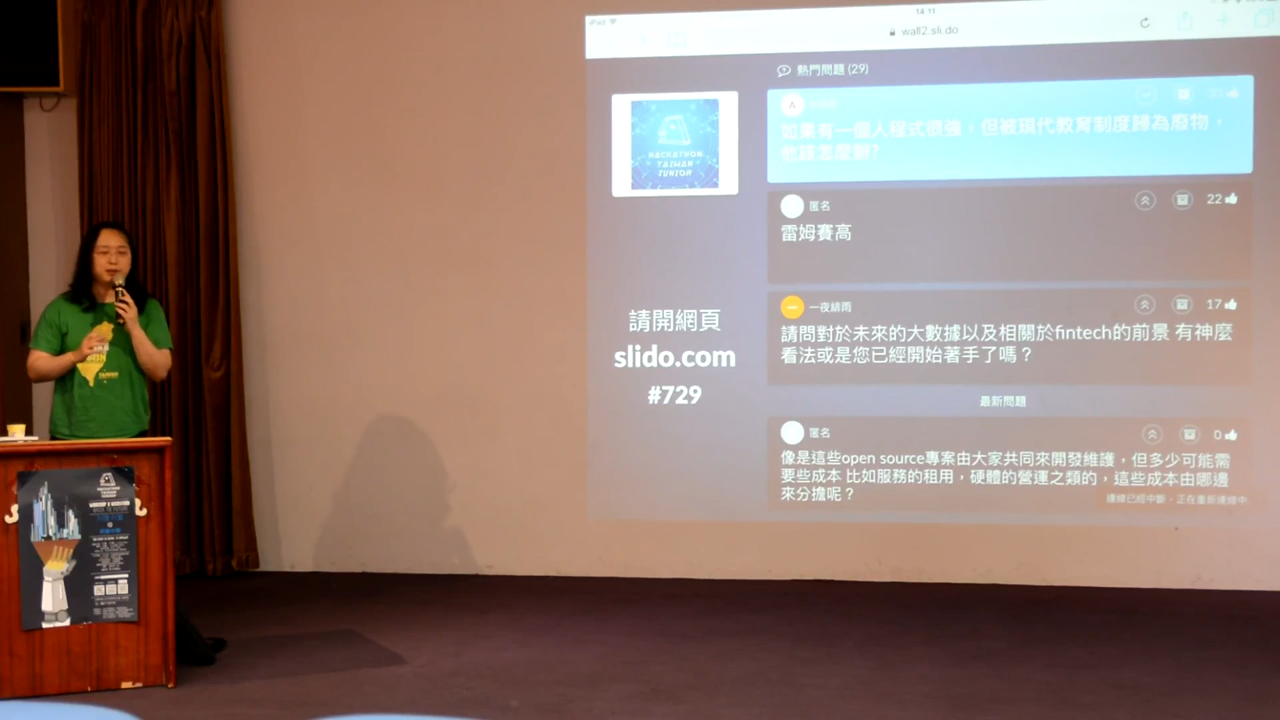 iPad
14:11
wall2.sli.do
熱門問題 (29)
HACKATHON
TAIWAN
JUNIOR
A
如果有一個人程式很強，但被現代教育制度歸為廢物，
他該怎麼辦?
匿名
22
雷姆賽高
一夜緋雨
17
請問對於未來的大數據以及相關於fintech的前景 有神麼
看法或是您已經開始著手了嗎？
請開網頁
slido.com
#729
最新問題
匿名
0
像是這些open source專案由大家共同來開發維護，但多少可能需
要些成本 比如服務的租用，硬體的營運之類的，這些成本由哪邊
來分擔呢？
連線已經中斷，正在重新連線中
HACKATHON
TAIWAN
JUNIOR